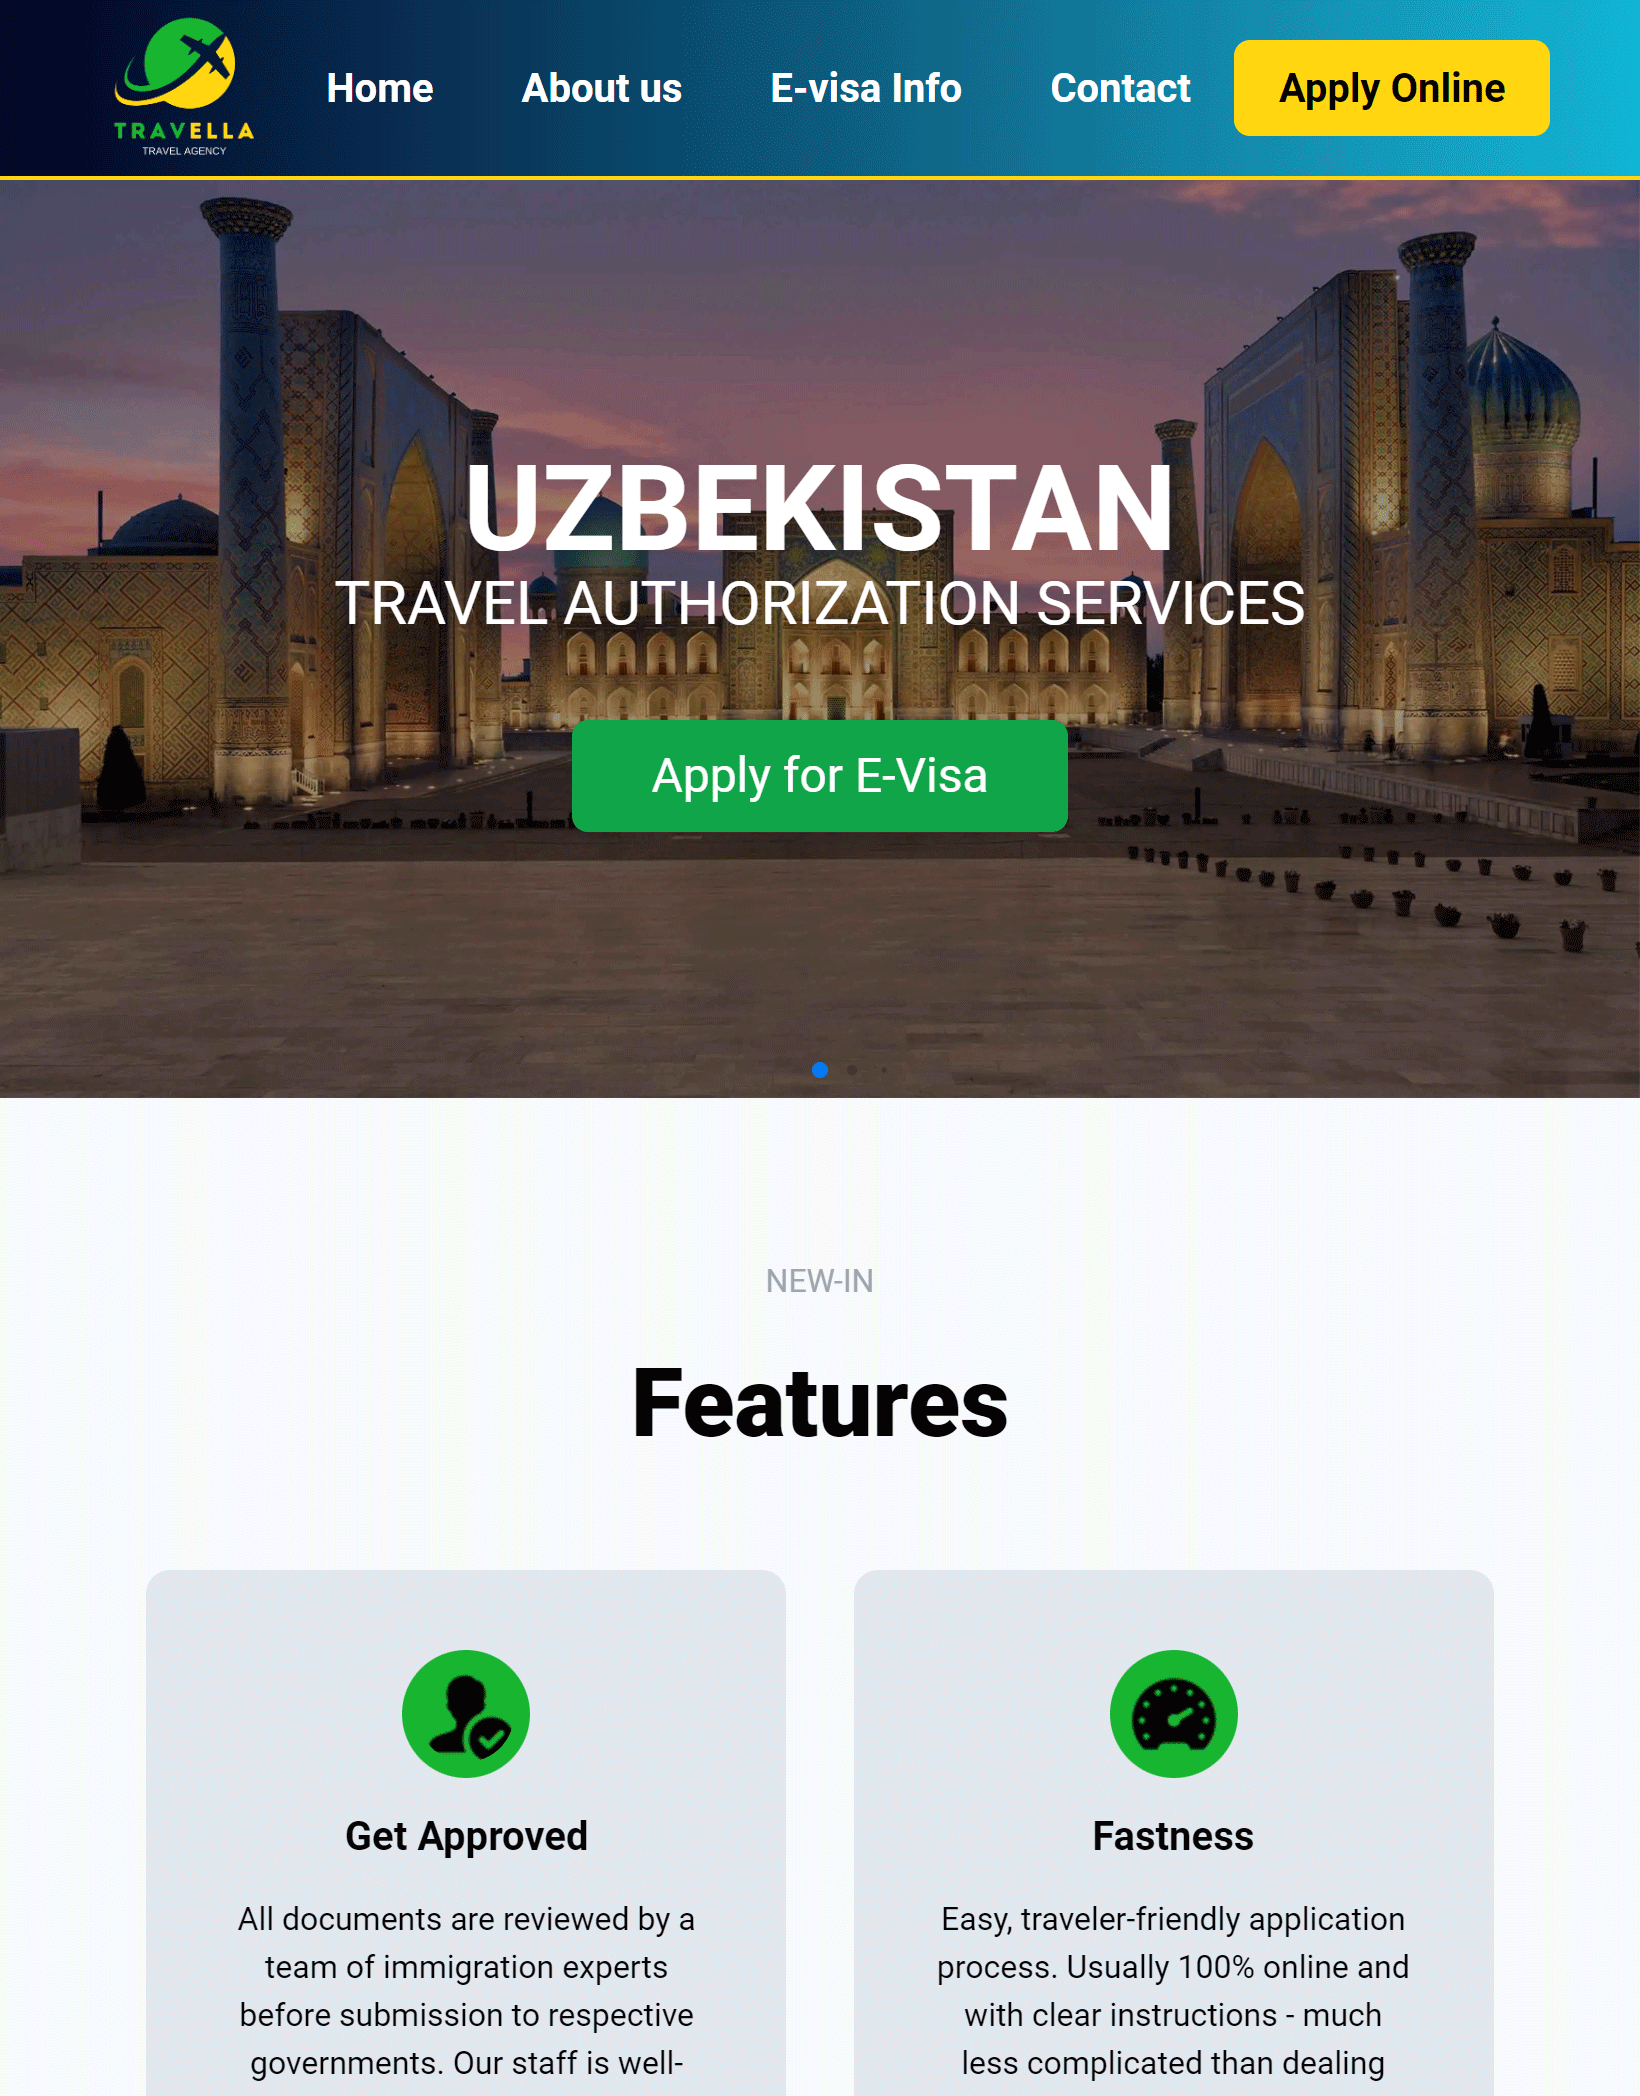 TRAVELLA
TRAVEL AGENCY
Home
About us
E-visa Info
Contact
Apply Online
UZBEKISTAN
TRAVEL AUTHORIZATION SERVICES
Apply for E-Visa
NEW-IN
Features
Get Approved
All documents are reviewed by a
team of immigration experts
before submission to respective
governments. Our staff is well-
Fastness
Easy, traveler-friendly application
process. Usually 100% online and
with clear instructions - much
less complicated than dealing